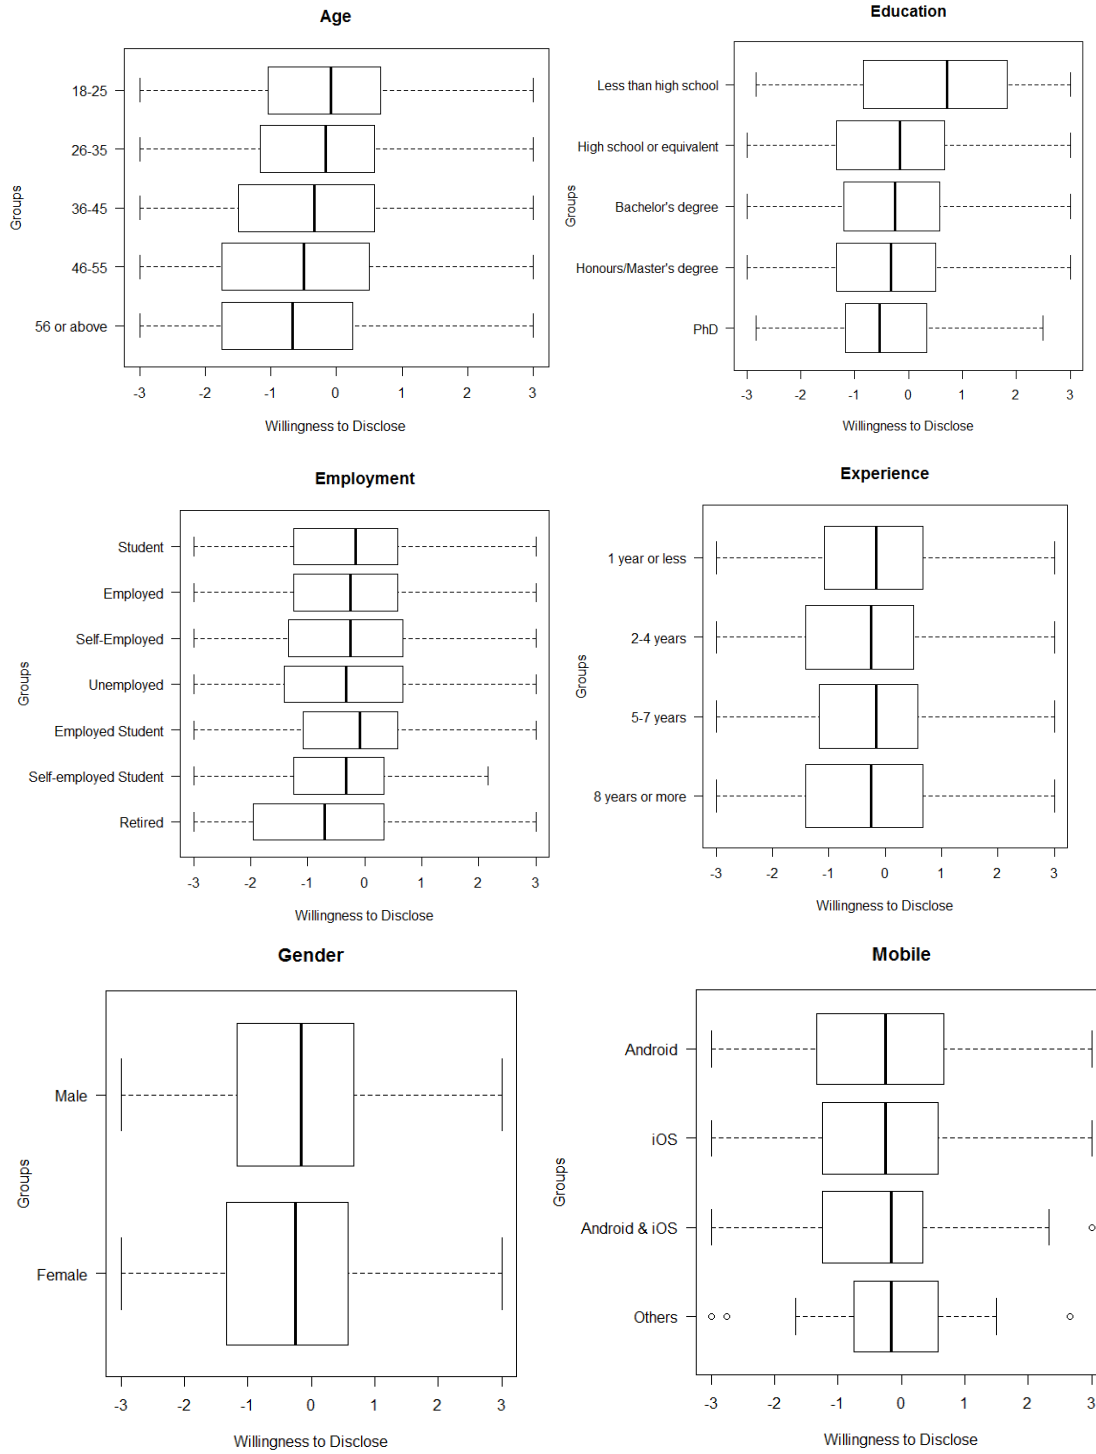 Age
18-25
26-35
36-45
46-55
56 or above
Groups
-3 -2 -1 0 1 2 3
Willingness to Disclose
Education
Less than high school
High school or equivalent
Bachelor's degree
Honours/Master's degree
PhD
Groups
-3 -2 -1 0 1 2 3
Willingness to Disclose
Employment
Student
Employed
Self-Employed
Unemployed
Employed Student
Self-employed Student
Retired
Groups
-3 -2 -1 0 1 2 3
Willingness to Disclose
Experience
1 year or less
2-4 years
5-7 years
8 years or more
Groups
-3 -2 -1 0 1 2 3
Willingness to Disclose
Gender
Male
Female
Groups
-3 -2 -1 0 1 2 3
Willingness to Disclose
Mobile
Android
iOS
Android & iOS
Others
Groups
-3 -2 -1 0 1 2 3
Willingness to Disclose